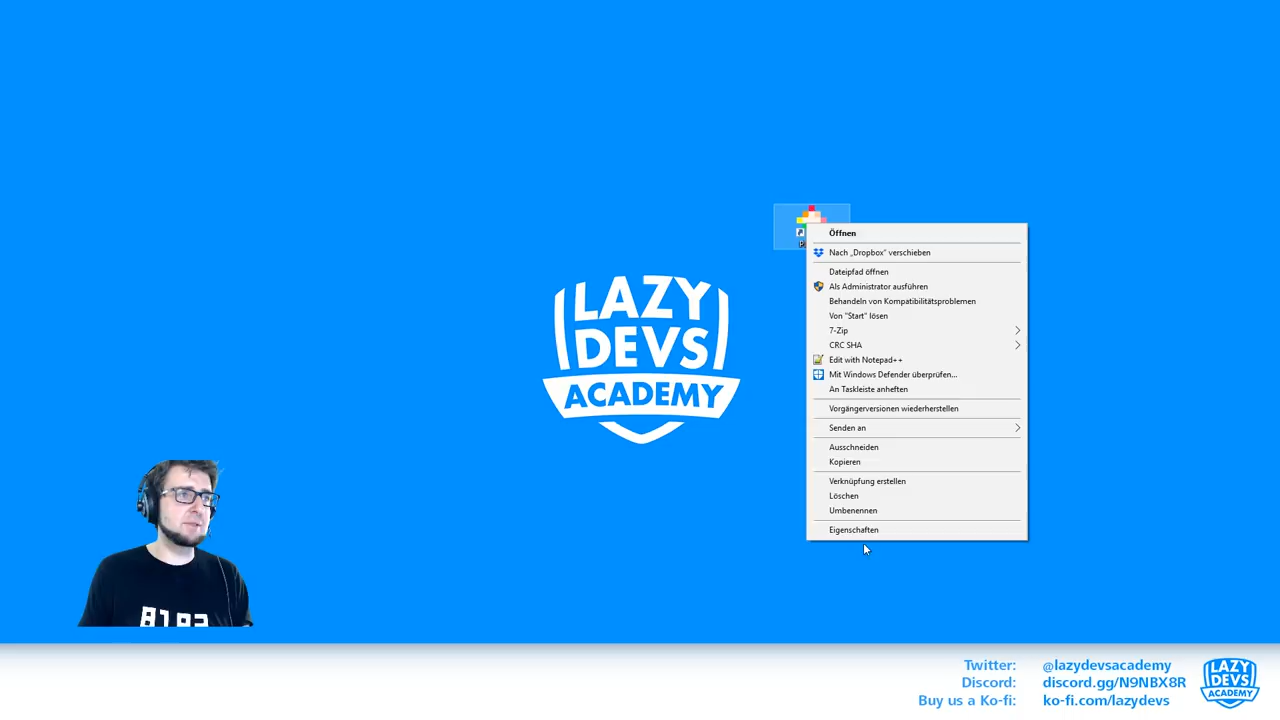 Öffnen
Nach „Dropbox“ verschieben
Dateipfad öffnen
Als Administrator ausführen
Behandeln von Kompatibilitätsproblemen
Von "Start" lösen
7-Zip
CRC SHA
Edit with Notepad++
Mit Windows Defender überprüfen...
An Taskleiste anheften
Vorgängerversionen wiederherstellen
Senden an
Ausschneiden
Kopieren
Verknüpfung erstellen
Löschen
Umbenennen
Eigenschaften
LAZY
DEVS
ACADEMY
8192
Twitter: @lazydevsacademy
Discord: discord.gg/N9NBX8R
Buy us a Ko-fi: ko-fi.com/lazydevs
LAZY
DEVS
ACADEMY